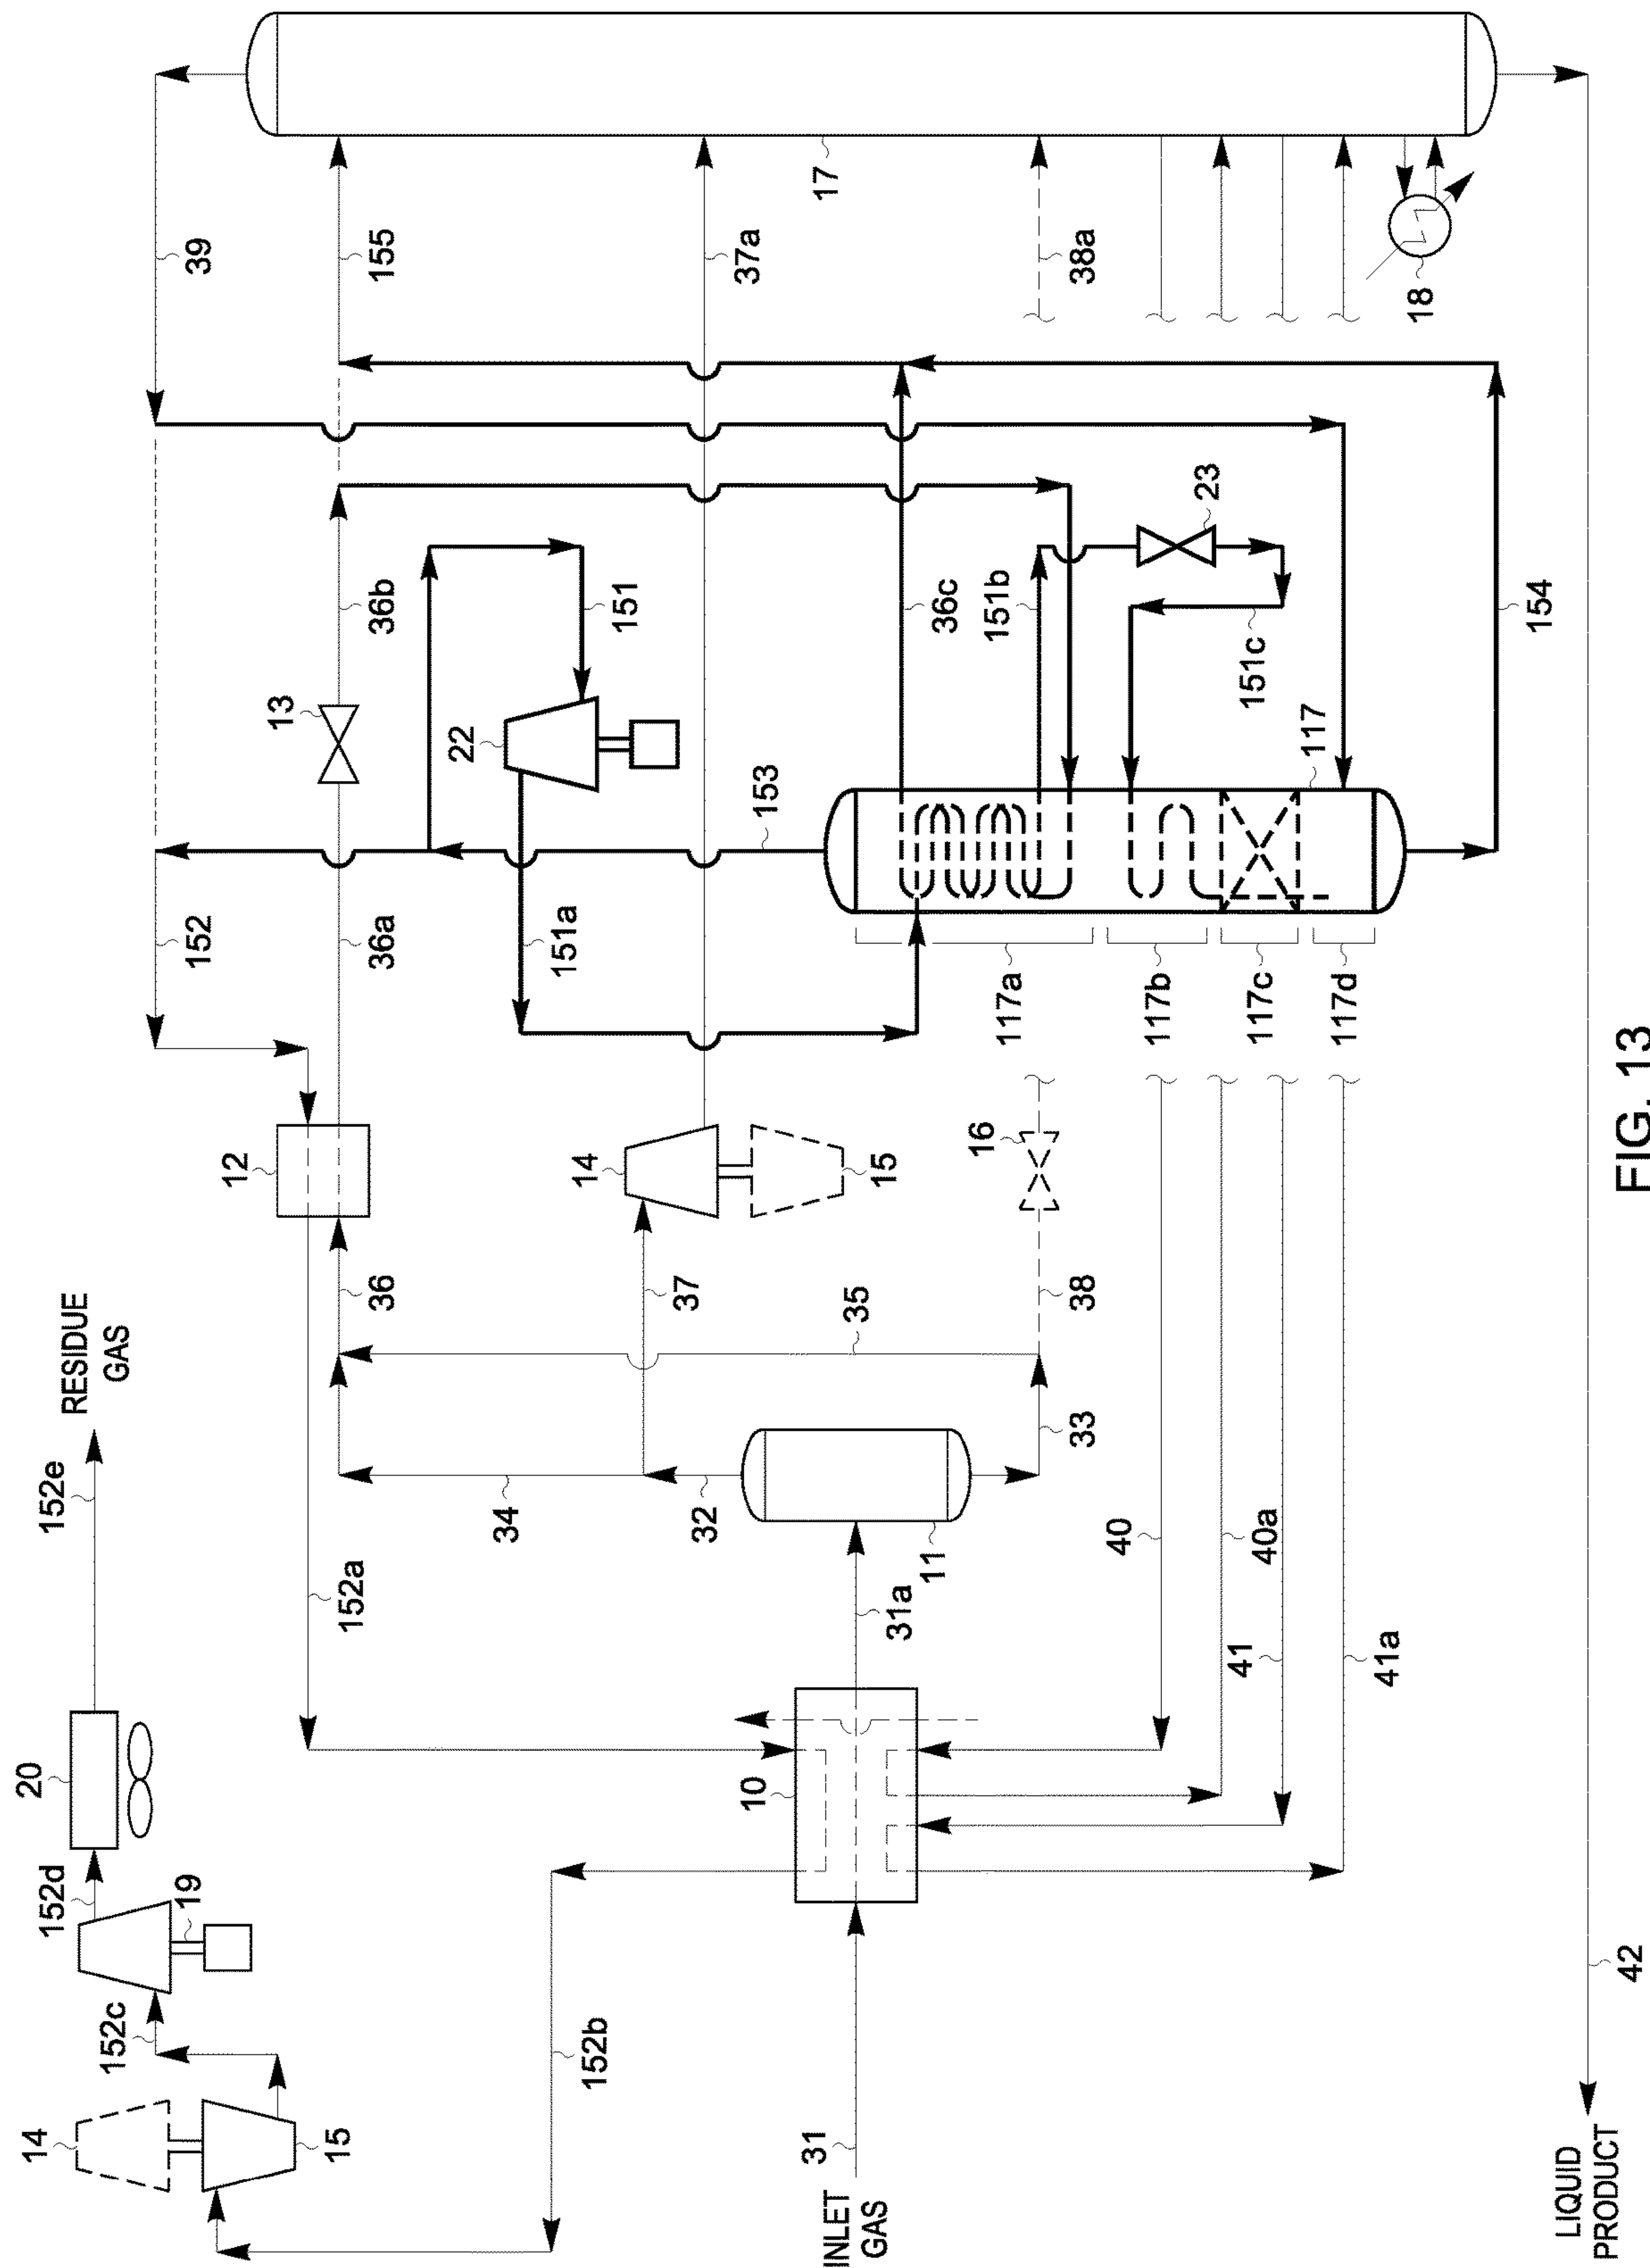 RESIDUE
GAS
152e
20
152d
19
152c
14
15
152b
152a
INLET
GAS
31
10
31a
11
32
34
33
35
36
37
38
12
14
15
16
152
36a
13
36b
151
22
151a
153
39
155
37a
17
38a
18
36c
151b
23
151c
117
154
117a
117b
117c
117d
40
40a
41
41a
42
LIQUID
PRODUCT
FIG. 13